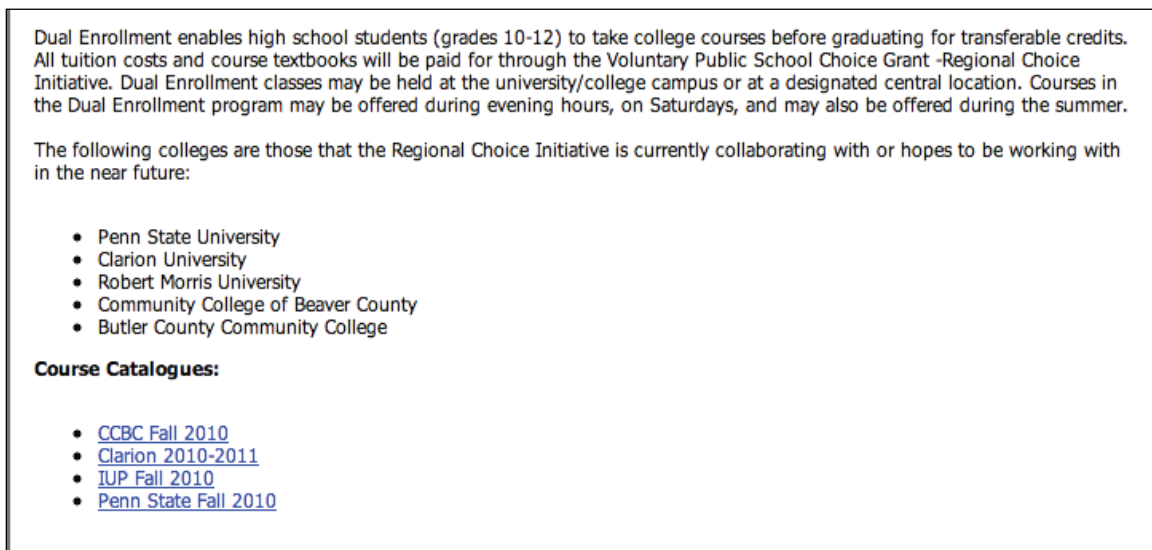 Dual Enrollment enables high school students (grades 10-12) to take college courses before graduating for transferable credits.
All tuition costs and course textbooks will be paid for through the Voluntary Public School Choice Grant -Regional Choice
Initiative. Dual Enrollment classes may be held at the university/college campus or at a designated central location. Courses in
the Dual Enrollment program may be offered during evening hours, on Saturdays, and may also be offered during the summer.
The following colleges are those that the Regional Choice Initiative is currently collaborating with or hopes to be working with
in the near future:
• Penn State University
• Clarion University
• Robert Morris University
• Community College of Beaver County
• Butler County Community College
Course Catalogues:
• CCBC Fall 2010
• Clarion 2010-2011
• IUP Fall 2010
• Penn State Fall 2010